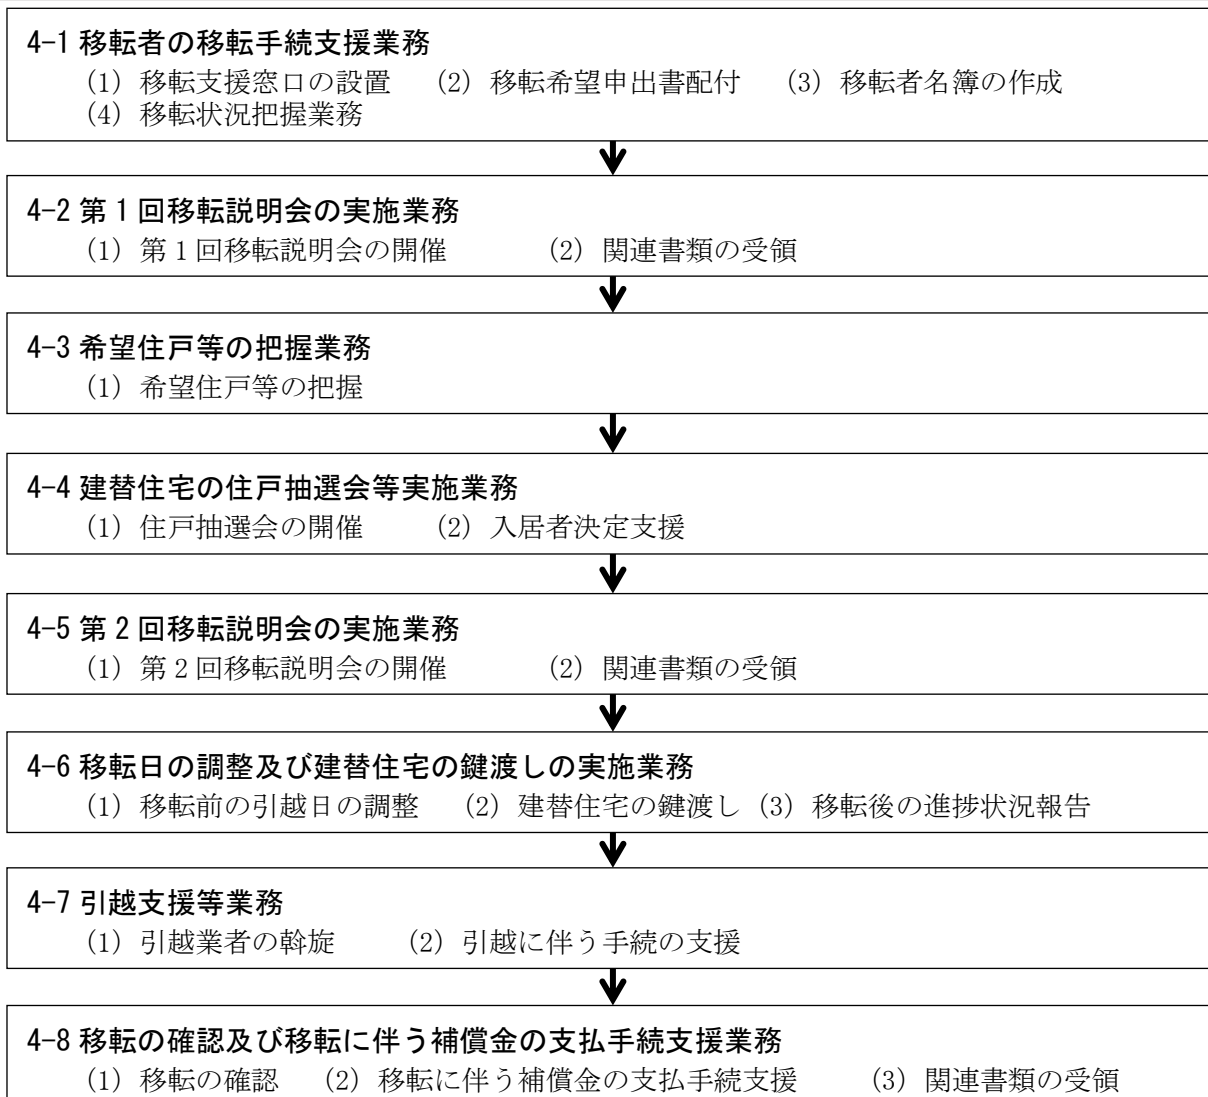 4-1 移転者の移転手続支援業務
(1) 移転支援窓口の設置　(2) 移転希望申出書配付　(3) 移転者名簿の作成
(4) 移転状況把握業務
4-2 第1回移転説明会の実施業務
(1) 第1回移転説明会の開催　(2) 関連書類の受領
4-3 希望住戸等の把握業務
(1) 希望住戸等の把握
4-4 建替住宅の住戸抽選会等実施業務
(1) 住戸抽選会の開催　(2) 入居者決定支援
4-5 第2回移転説明会の実施業務
(1) 第2回移転説明会の開催　(2) 関連書類の受領
4-6 移転日の調整及び建替住宅の鍵渡しの実施業務
(1) 移転前の引越日の調整　(2) 建替住宅の鍵渡し (3) 移転後の進捗状況報告
4-7 引越支援等業務
(1) 引越業者の斡旋　(2) 引越に伴う手続の支援
4-8 移転の確認及び移転に伴う補償金の支払手続支援業務
(1) 移転の確認　(2) 移転に伴う補償金の支払手続支援　(3) 関連書類の受領